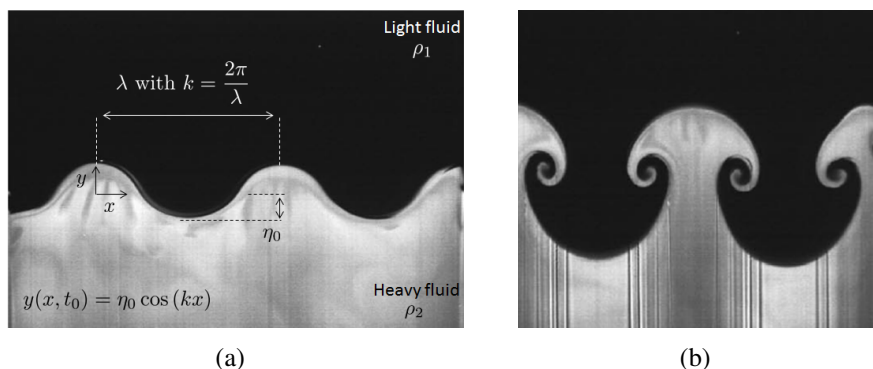 Light fluid
ρ₁
λ with k = 2π/λ
y
x
η₀
y(x, t₀) = η₀ cos (kx)
Heavy fluid
ρ₂
(a)
(b)